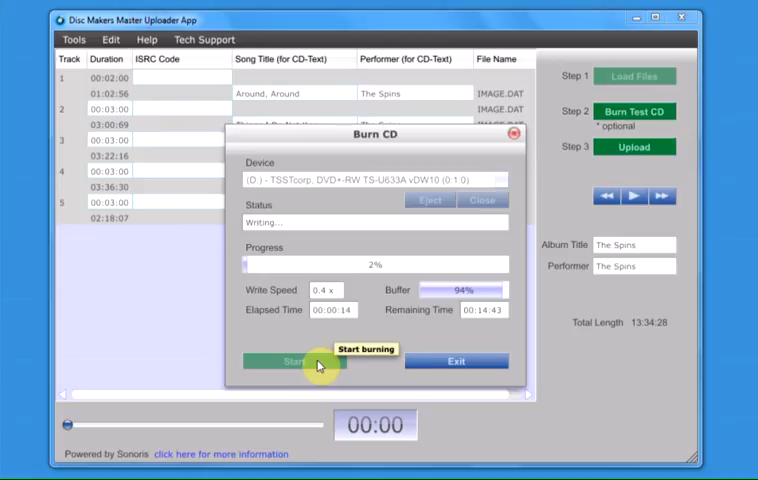 Disc Makers Master Uploader App
Tools Edit Help Tech Support
Track Duration ISRC Code Song Title (for CD-Text) Performer (for CD-Text) File Name
1 00:02:00
01:02:56 Around, Around The Spins IMAGE.DAT
2 00:03:00 IMAGE.DAT
03:00:69
3 00:03:00
03:22:16
4 00:03:00
03:36:30
5 00:03:00
02:18:07
Burn CD
Device
(D:) - TSSTcorp, DVD+-RW TS-U633A vDW10 (0:1:0)
Status Eject Close
Writing...
Progress
2%
Write Speed 0.4 x Buffer 94%
Elapsed Time 00:00:14 Remaining Time 00:14:43
Start burning
Start Exit
Step 1 Load Files
Step 2 Burn Test CD
* optional
Step 3 Upload
Album Title The Spins
Performer The Spins
Total Length 13:34:28
00:00
Powered by Sonoris click here for more information